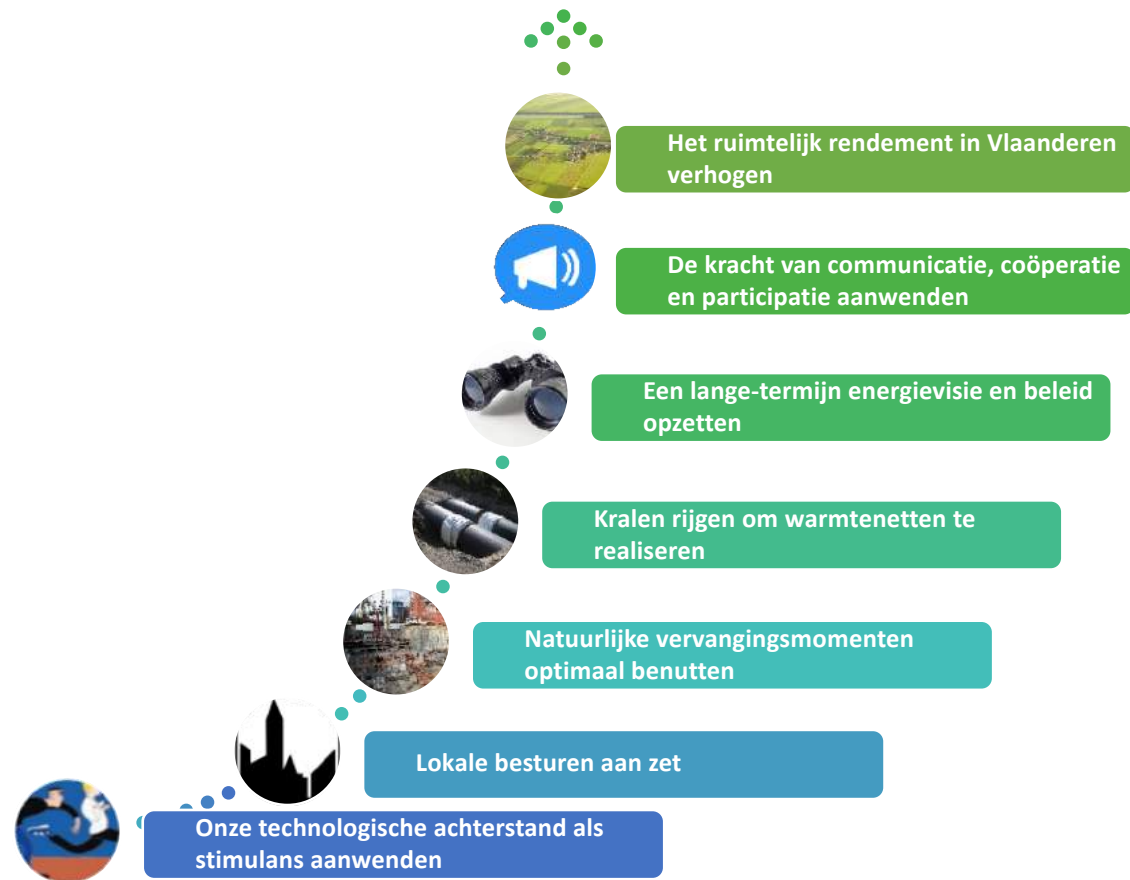 Het ruimtelijk rendement in Vlaanderen
verhogen
De kracht van communicatie, coöperatie
en participatie aanwenden
Een lange-termijn energievisie en beleid
opzetten
Kralen rijgen om warmtenetten te
realiseren
Natuurlijke vervangingsmomenten
optimaal benutten
Lokale besturen aan zet
Onze technologische achterstand als
stimulans aanwenden